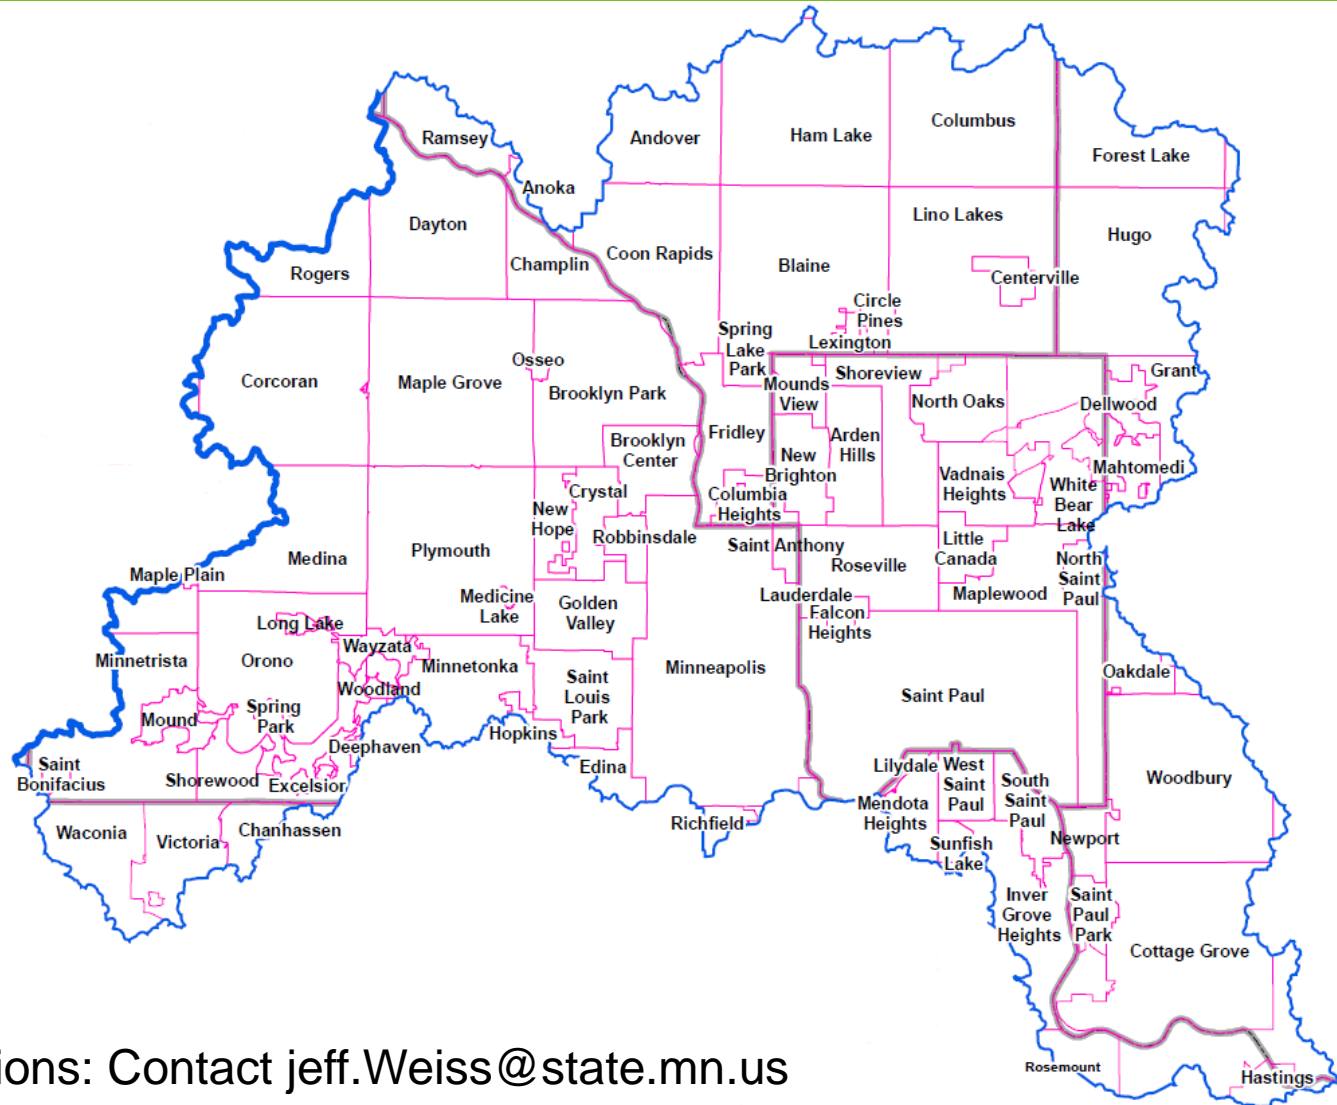 Ramsey
Andover
Ham Lake
Columbus
Forest Lake
Anoka
Dayton
Lino Lakes
Hugo
Rogers
Champlin
Coon Rapids
Blaine
Centerville
Circle
Pines
Spring
Lake
Park
Lexington
Osseo
Corcoran
Maple Grove
Brooklyn Park
Mounds
View
Shoreview
North Oaks
Grant
Dellwood
Brooklyn
Center
Fridley
Arden
Hills
New
Brighton
Vadnais
Heights
White
Bear
Lake
Mahtomedi
Crystal
New
Hope
Robbinsdale
Columbia
Heights
Saint Anthony
Roseville
Little
Canada
North
Saint
Paul
Medina
Plymouth
Maple Plain
Medicine
Lake
Golden
Valley
Lauderdale
Falcon
Heights
Maplewood
Long Lake
Minnetrista
Orono
Wayzata
Minnetonka
Woodland
Saint
Louis
Park
Minneapolis
Saint Paul
Oakdale
Mound
Spring
Park
Deephaven
Hopkins
Edina
Saint
Bonifacius
Shorewood
Excelsior
Lilydale
West
Saint
Paul
South
Saint
Paul
Woodbury
Waconia
Victoria
Chanhassen
Richfield
Mendota
Heights
Sunfish
Lake
Newport
Inver
Grove
Heights
Saint
Paul
Park
Cottage Grove
Rosemount
Hastings
ions: Contact jeff.Weiss@state.mn.us